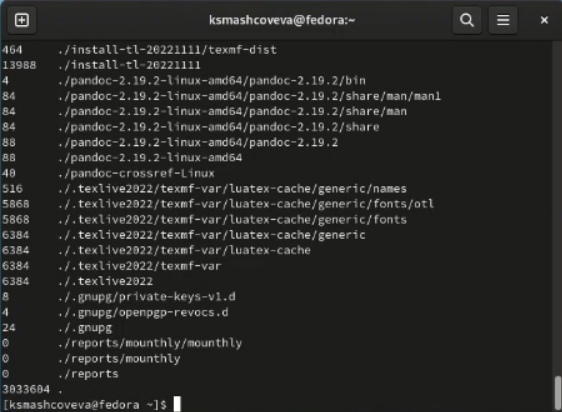 ksmashcoveva@fedora:~
464 ./install-tl-20221111/texmf-dist
13988 ./install-tl-20221111
4 ./pandoc-2.19.2-linux-amd64/pandoc-2.19.2/bin
84 ./pandoc-2.19.2-linux-amd64/pandoc-2.19.2/share/man/man1
84 ./pandoc-2.19.2-linux-amd64/pandoc-2.19.2/share/man
84 ./pandoc-2.19.2-linux-amd64/pandoc-2.19.2/share
88 ./pandoc-2.19.2-linux-amd64/pandoc-2.19.2
88 ./pandoc-2.19.2-linux-amd64
40 ./pandoc-crossref-Linux
516 ./.texlive2022/texmf-var/luatex-cache/generic/names
5868 ./.texlive2022/texmf-var/luatex-cache/generic/fonts/otl
5868 ./.texlive2022/texmf-var/luatex-cache/generic/fonts
6384 ./.texlive2022/texmf-var/luatex-cache/generic
6384 ./.texlive2022/texmf-var/luatex-cache
6384 ./.texlive2022/texmf-var
6384 ./.texlive2022
8 ./.gnupg/private-keys-v1.d
4 ./.gnupg/openpgp-revocs.d
24 ./.gnupg
0 ./reports/mounthly/mounthly
0 ./reports/mounthly
0 ./reports
3033604 .
[ksmashcoveva@fedora ~]$